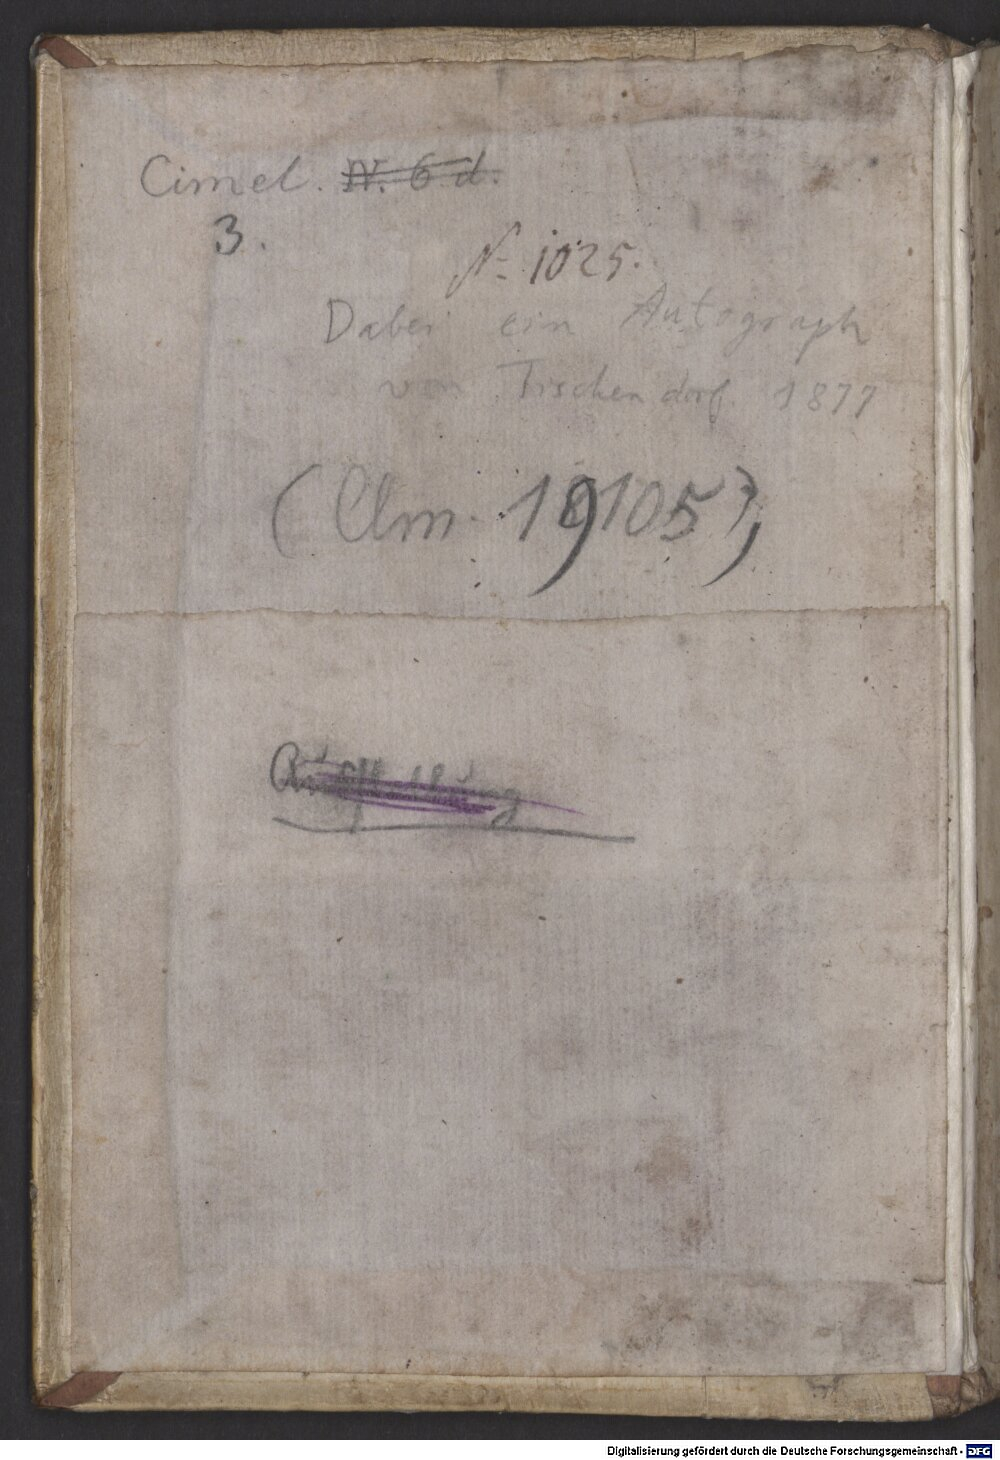 Cimel. N. 6 d.
3.
N. 1025.
Dabei ein Autograph
von Tischendorf. 1877
(Clm. 19105)
Digitalisierung gefördert durch die Deutsche Forschungsgemeinschaft - DFG